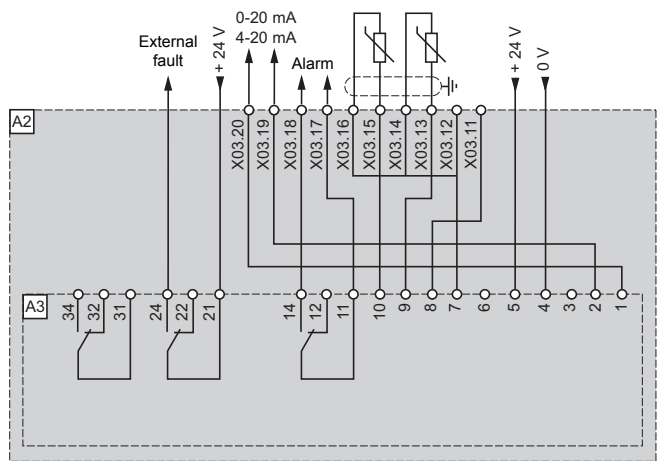 External
fault
+ 24 V
0-20 mA
4-20 mA
Alarm
+ 24 V
0 V
A2
X03.20
X03.19
X03.18
X03.17
X03.16
X03.15
X03.14
X03.13
X03.12
X03.11
A3
34
32
31
24
22
21
14
12
11
10
9
8
7
6
5
4
3
2
1